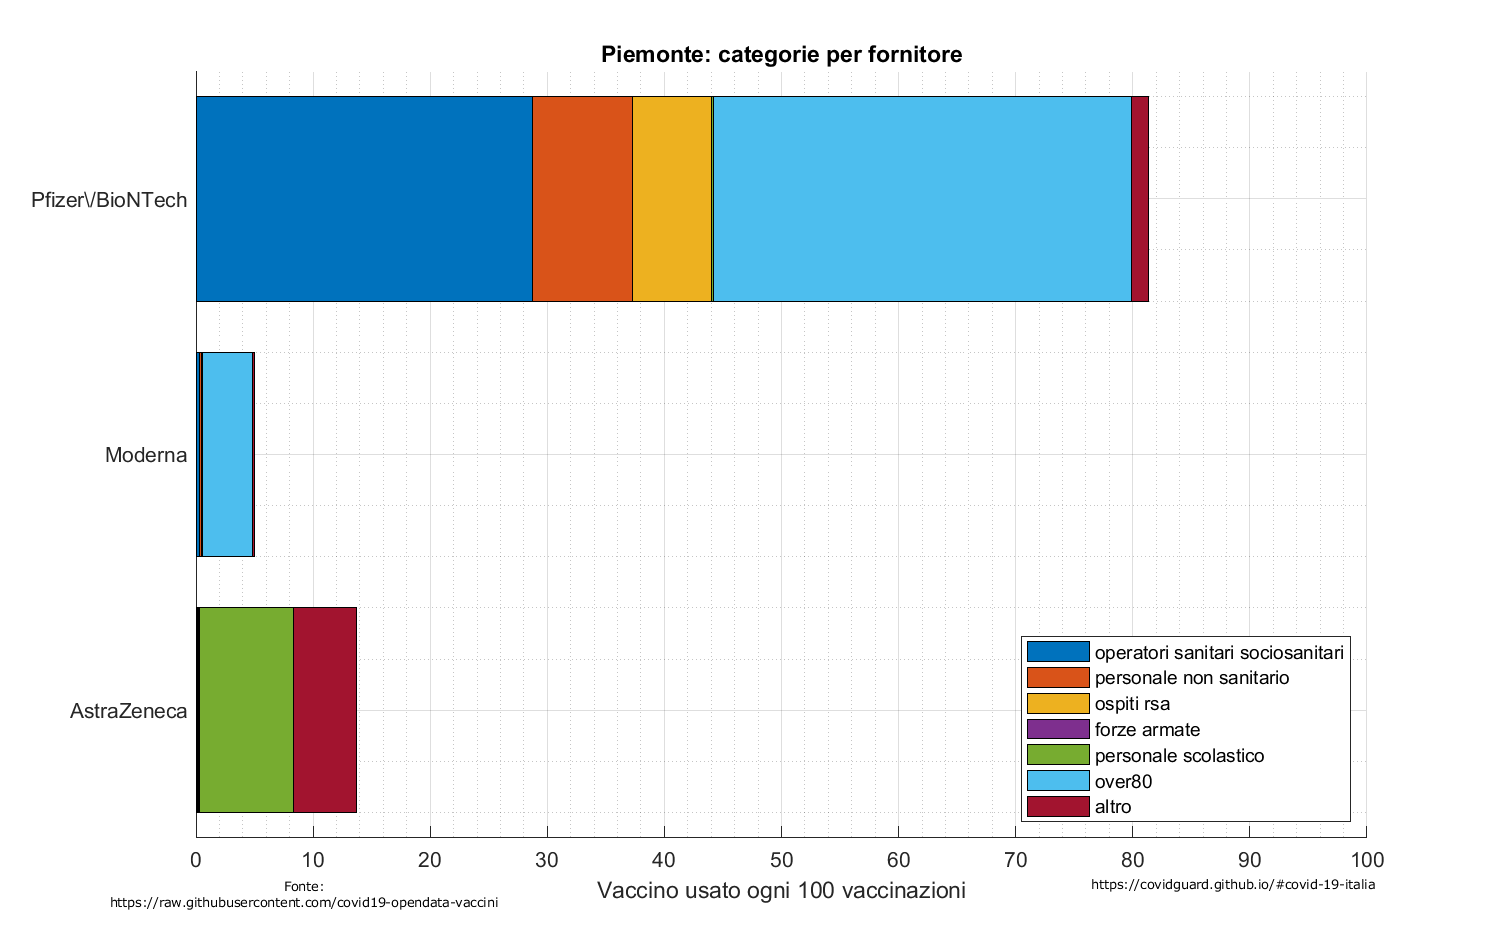 Piemonte: categorie per fornitore
Pfizer\/BioNTech
Moderna
AstraZeneca
operatori sanitari sociosanitari
personale non sanitario
ospiti rsa
forze armate
personale scolastico
over80
altro
0 10 20 30 40 50 60 70 80 90 100
Vaccino usato ogni 100 vaccinazioni
Fonte:
https://raw.githubusercontent.com/covid19-opendata-vaccini
https://covidguard.github.io/#covid-19-italia